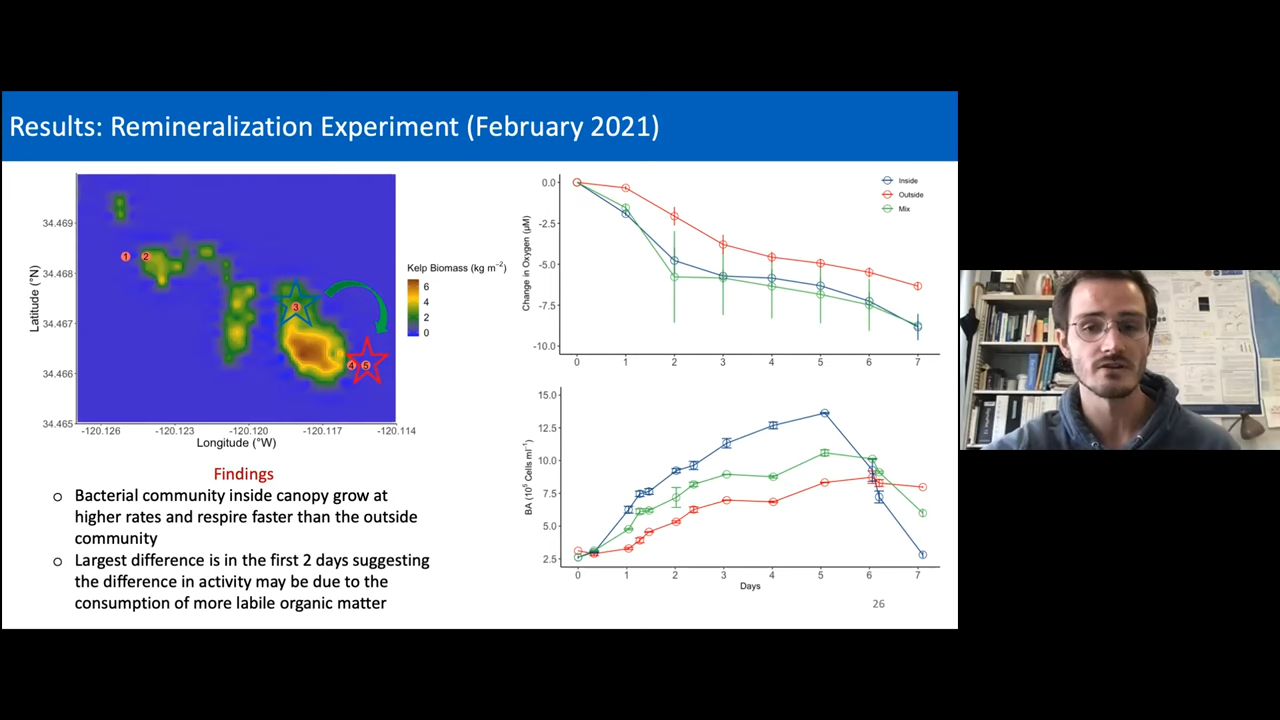 Results: Remineralization Experiment (February 2021)
34.469
34.468
34.467
34.466
34.465
Latitude (°N)
1
2
3
4
5
-120.126
-120.123
-120.120
-120.117
-120.114
Longitude (°W)
Kelp Biomass (kg m⁻²)
6
4
2
0
Findings
○ Bacterial community inside canopy grow at
higher rates and respire faster than the outside
community
○ Largest difference is in the first 2 days suggesting
the difference in activity may be due to the
consumption of more labile organic matter
0.0
-2.5
-5.0
-7.5
-10.0
Change in Oxygen (μM)
0 1 2 3 4 5 6 7
Inside
Outside
Mix
15.0
12.5
10.0
7.5
5.0
2.5
BA (10⁵ Cells ml⁻¹)
0 1 2 3 4 5 6 7
Days
26